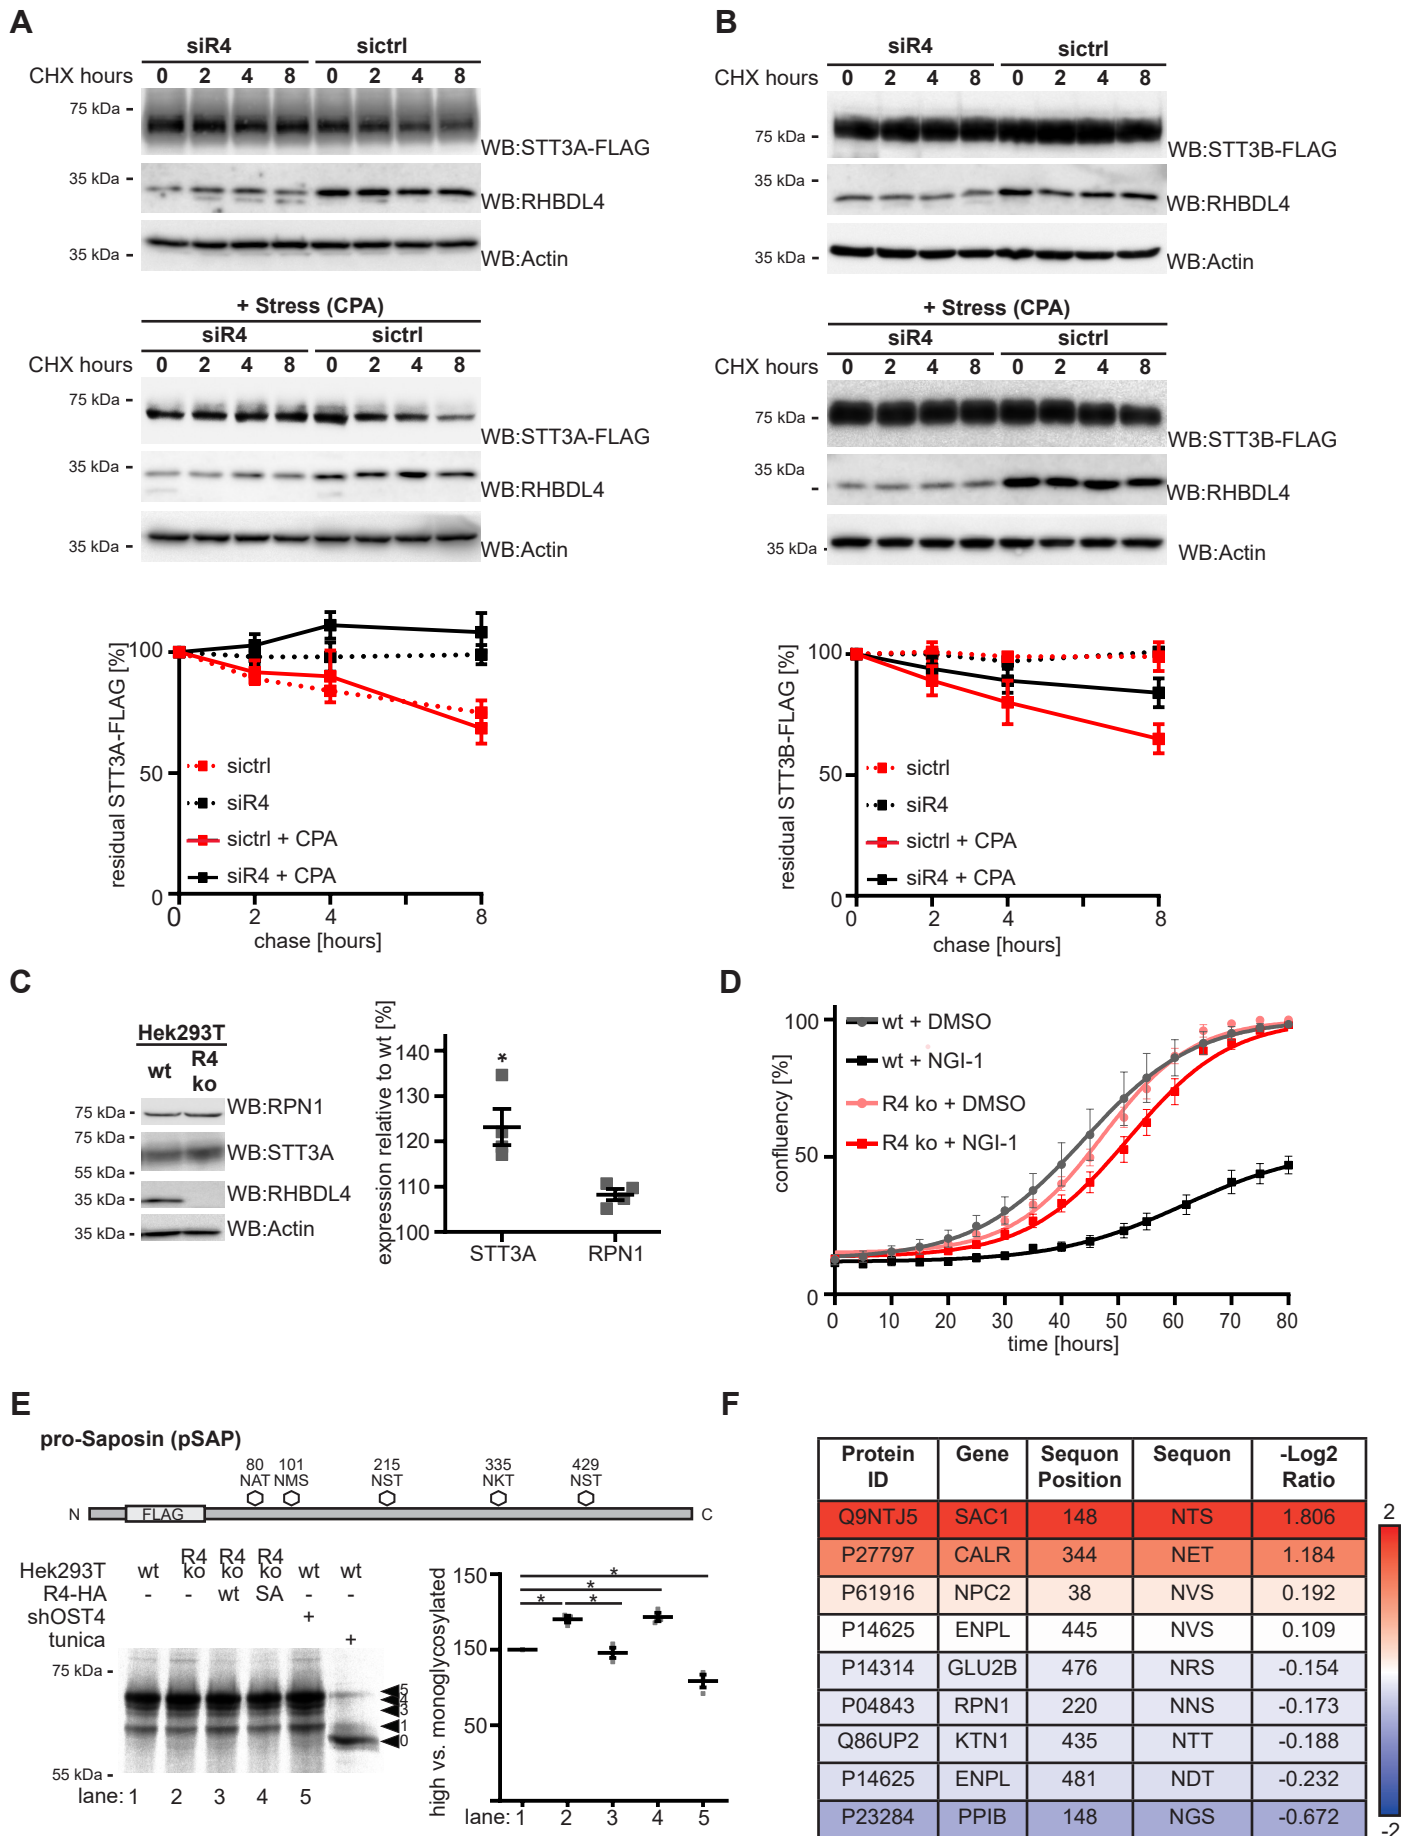 A
siR4 sictrl
CHX hours 0 2 4 8 0 2 4 8
75 kDa
WB:STT3A-FLAG
35 kDa
WB:RHBDL4
35 kDa
WB:Actin
+ Stress (CPA)
siR4 sictrl
CHX hours 0 2 4 8 0 2 4 8
75 kDa
WB:STT3A-FLAG
35 kDa
WB:RHBDL4
35 kDa
WB:Actin
residual STT3A-FLAG [%]
100
50
0
sictrl
siR4
sictrl + CPA
siR4 + CPA
0 2 4 8
chase [hours]
B
siR4 sictrl
CHX hours 0 2 4 8 0 2 4 8
75 kDa
WB:STT3B-FLAG
35 kDa
WB:RHBDL4
35 kDa
WB:Actin
+ Stress (CPA)
siR4 sictrl
CHX hours 0 2 4 8 0 2 4 8
75 kDa
WB:STT3B-FLAG
35 kDa
WB:RHBDL4
35 kDa
WB:Actin
residual STT3B-FLAG [%]
100
50
0
sictrl
siR4
sictrl + CPA
siR4 + CPA
0 2 4 8
chase [hours]
C
Hek293T
wt R4 ko
75 kDa
WB:RPN1
75 kDa
WB:STT3A
55 kDa
35 kDa
WB:RHBDL4
35 kDa
WB:Actin
expression relative to wt [%]
140
130
120
110
100
*
STT3A RPN1
D
confluency [%]
100
50
0
wt + DMSO
wt + NGI-1
R4 ko + DMSO
R4 ko + NGI-1
0 10 20 30 40 50 60 70 80
time [hours]
E
pro-Saposin (pSAP)
80 101 215 335 429
NAT NMS NST NKT NST
N FLAG C
R4 R4 R4
Hek293T wt ko ko ko wt wt
R4-HA - - wt SA - -
shOST4 +
tunica +
75 kDa
5
4
3
1
0
55 kDa
lane: 1 2 3 4 5
high vs. monoglycosylated
150
150
50
* * * *
lane: 1 2 3 4 5
F
Protein ID Gene Sequon Position Sequon -Log2 Ratio
Q9NTJ5 SAC1 148 NTS 1.806
P27797 CALR 344 NET 1.184
P61916 NPC2 38 NVS 0.192
P14625 ENPL 445 NVS 0.109
P14314 GLU2B 476 NRS -0.154
P04843 RPN1 220 NNS -0.173
Q86UP2 KTN1 435 NTT -0.188
P14625 ENPL 481 NDT -0.232
P23284 PPIB 148 NGS -0.672
2
-2